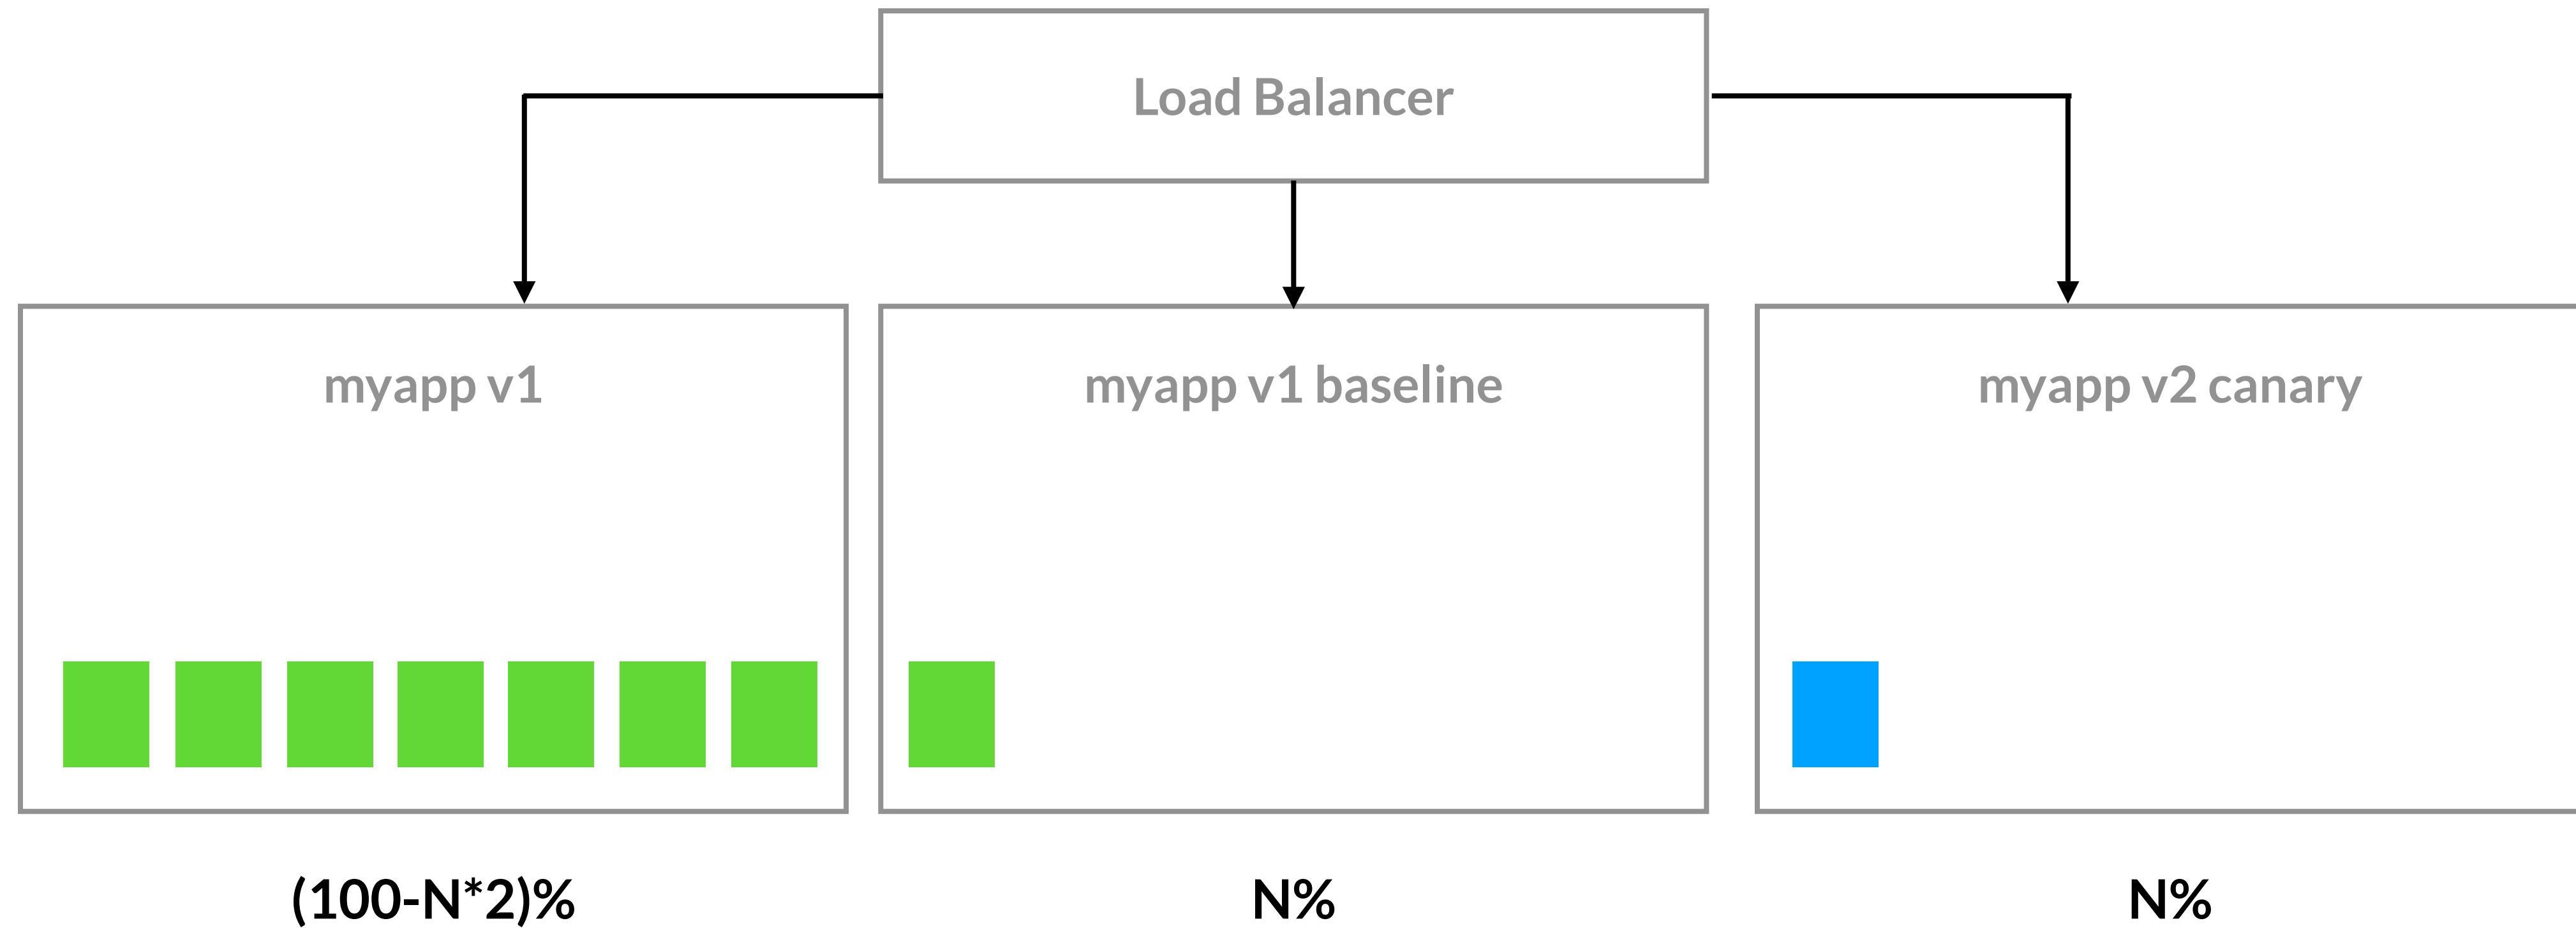 Load Balancer
myapp v1
myapp v1 baseline
myapp v2 canary
(100-N*2)%
N%
N%